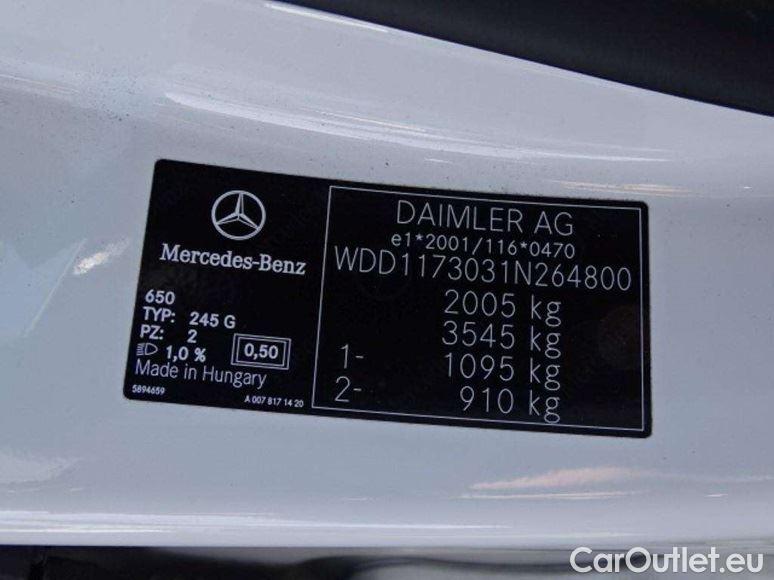 Mercedes-Benz
650
TYP: 245 G
PZ: 2
1,0 %
0,50
Made in Hungary
5894659
A 007 817 14 20
DAIMLER AG
e1*2001/116*0470
WDD1173031N264800
2005 kg
3545 kg
1- 1095 kg
2- 910 kg
CarOutlet.eu